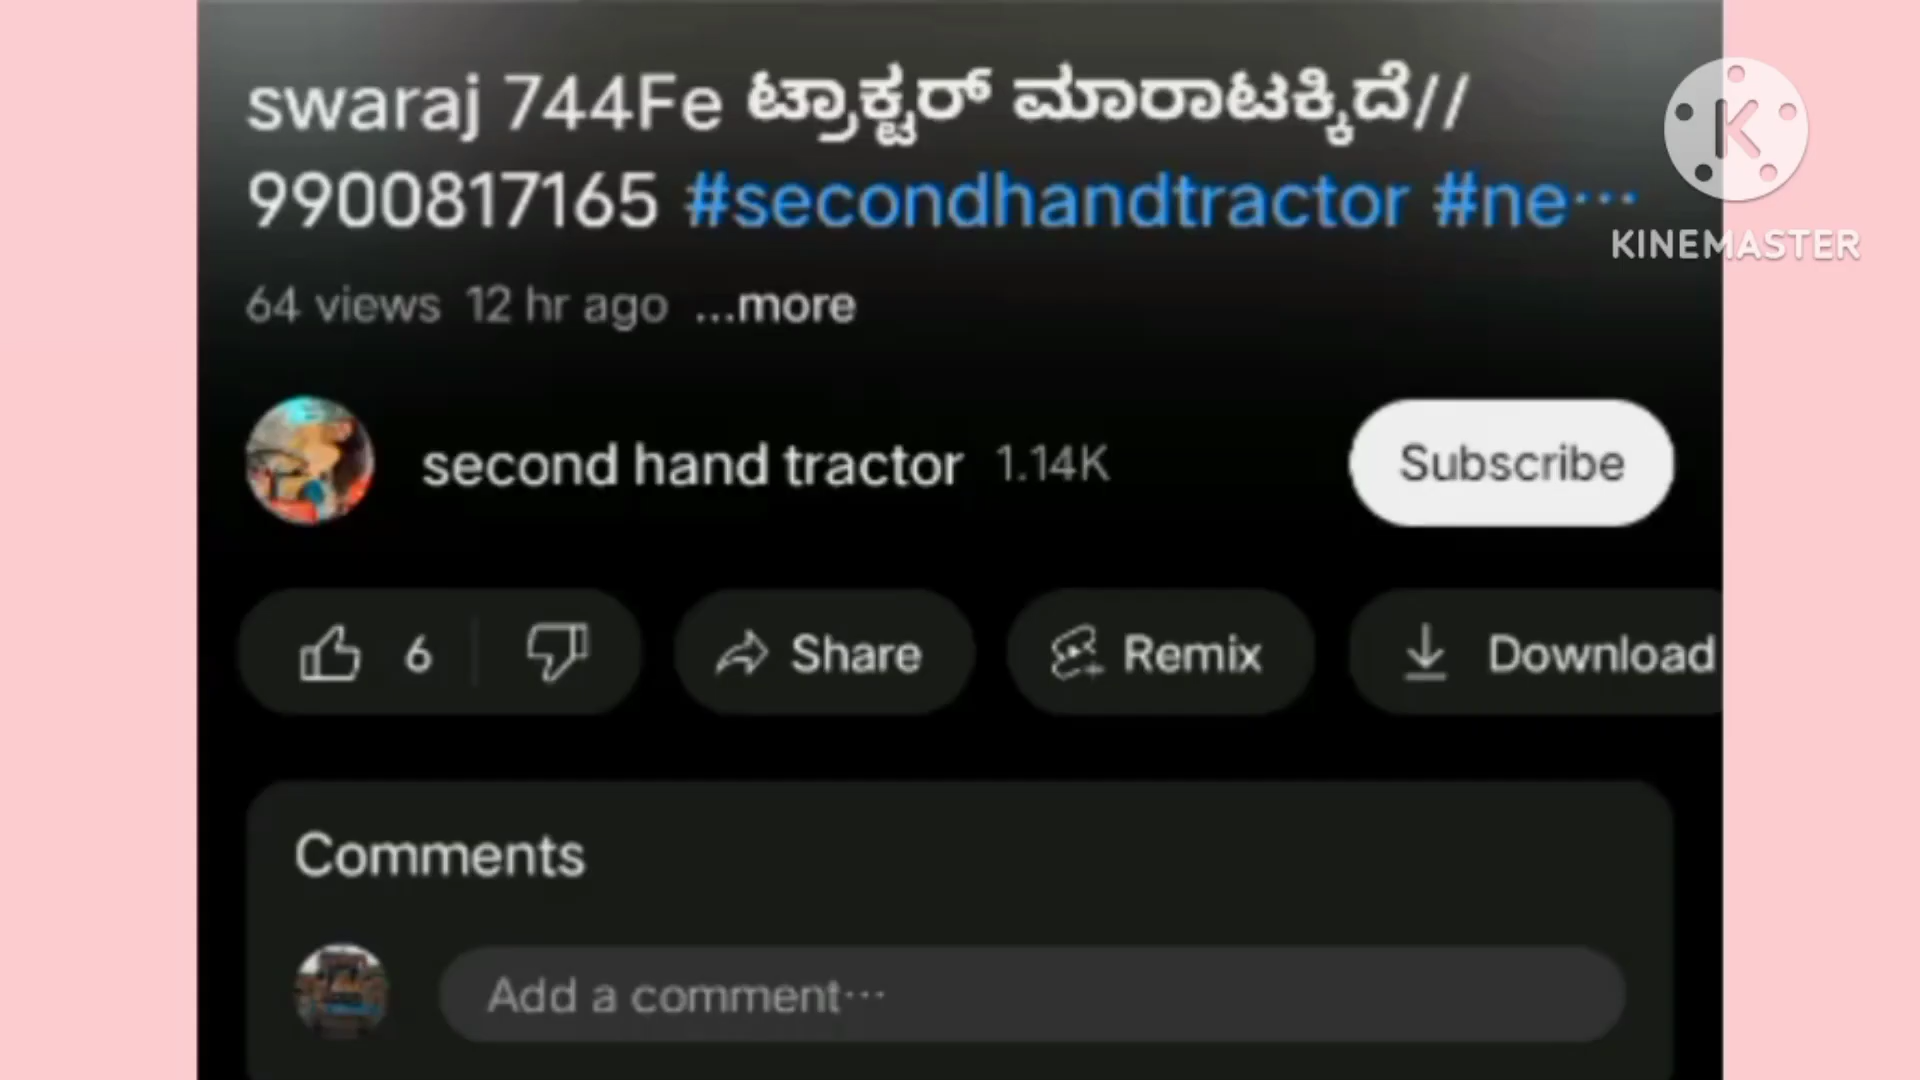 swaraj 744Fe ಟ್ರಾಕ್ಟರ್ ಮಾರಾಟಕ್ಕಿದೆ//
9900817165 #secondhandtractor #ne…
KINEMASTER
64 views 12 hr ago ...more
second hand tractor 1.14K Subscribe
6 Share Remix Download
Comments
Add a comment…